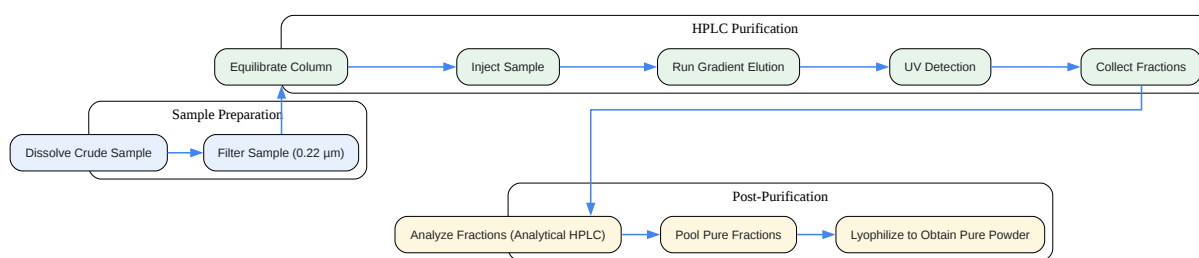 HPLC Purification
Equilibrate Column
Inject Sample
Run Gradient Elution
UV Detection
Collect Fractions
Sample Preparation
Dissolve Crude Sample
Filter Sample (0.22 µm)
Post-Purification
Analyze Fractions (Analytical HPLC)
Pool Pure Fractions
Lyophilize to Obtain Pure Powder